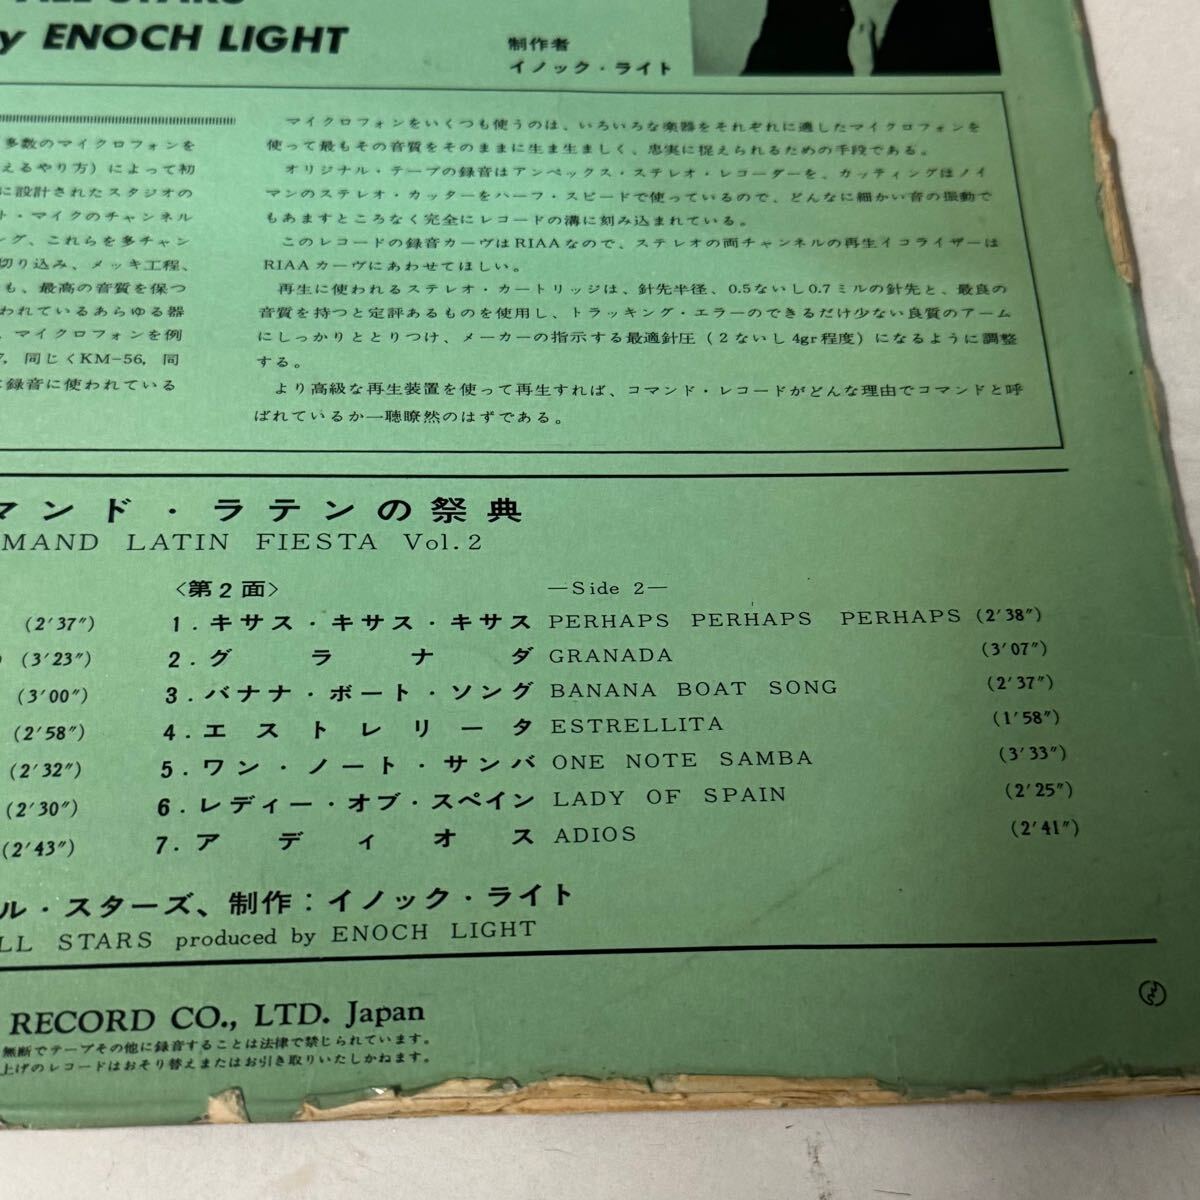 by ENOCH LIGHT
制作者
イノック・ライト
多数のマイクロフォンを
えるやり方）によって初
に設計されたスタジオの
ト・マイクのチャンネル
ング、これらを多チャン
切り込み、メッキ工程、
も、最高の音質を保つ
われているあらゆる器
、マイクロフォンを例
7, 同じくKM-56, 同
に録音に使われている
マイクロフォンをいくつも使うのは、いろいろな楽器をそれぞれに適したマイクロフォンを
使って最もその音質をそのままに生ま生ましく、忠実に捉えられるための手段である。
オリジナル・テープの録音はアンペックス・ステレオ・レコーダーを、カッティングはノイ
マンのステレオ・カッターをハーフ・スピードで使っているので、どんなに細かい音の振動で
もあますところなく完全にレコードの溝に刻み込まれている。
このレコードの録音カーヴはRIAAなので、ステレオの両チャンネルの再生イコライザーは
RIAAカーヴにあわせてほしい。
再生に使われるステレオ・カートリッジは、針先半径、0.5ないし0.7ミルの針先と、最良の
音質を持つと定評あるものを使用し、トラッキング・エラーのできるだけ少ない良質のアーム
にしっかりととりつけ、メーカーの指示する最適針圧（2ないし4gr程度）になるように調整
する。
より高級な再生装置を使って再生すれば、コマンド・レコードがどんな理由でコマンドと呼
ばれているか一聴瞭然のはずである。
マンド・ラテンの祭典
MAND LATIN FIESTA Vol.2
〈第2面〉 —Side 2—
(2′37″) 1. キサス・キサス・キサス PERHAPS PERHAPS PERHAPS (2′38″)
(3′23″) 2. グラナダ GRANADA (3′07″)
(3′00″) 3. バナナ・ボート・ソング BANANA BOAT SONG (2′37″)
(2′58″) 4. エストレリータ ESTRELLITA (1′58″)
(2′32″) 5. ワン・ノート・サンバ ONE NOTE SAMBA (3′33″)
(2′30″) 6. レディー・オブ・スペイン LADY OF SPAIN (2′25″)
(2′43″) 7. アディオス ADIOS (2′41″)
ル・スターズ、制作：イノック・ライト
LL STARS produced by ENOCH LIGHT
RECORD CO., LTD. Japan
無断でテープその他に録音することは法律で禁じられています。
上げのレコードはおそり替えまたはお引き取りいたしかねます。